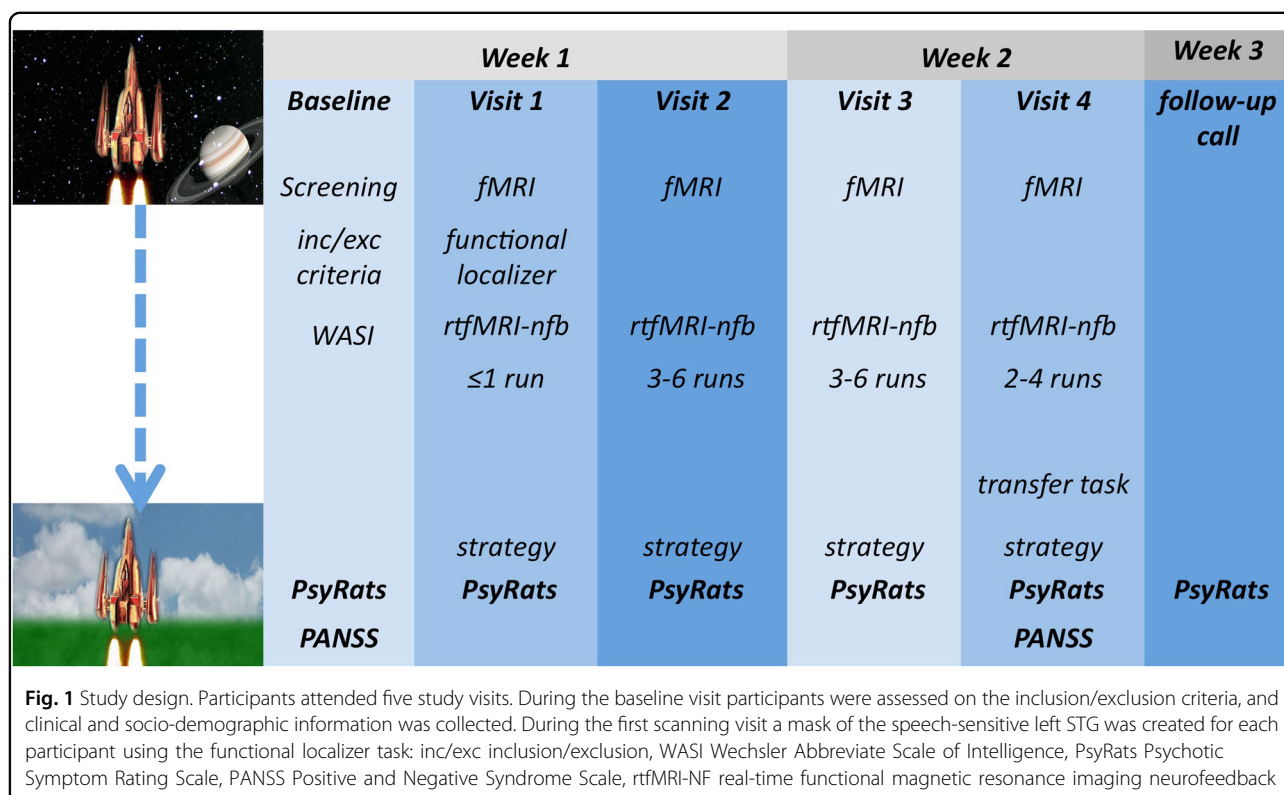 Week 1 Week 2 Week 3
Baseline Visit 1 Visit 2 Visit 3 Visit 4 follow-up
call
Screening fMRI fMRI fMRI fMRI
inc/exc functional
criteria localizer
WASI rtfMRI-nfb rtfMRI-nfb rtfMRI-nfb rtfMRI-nfb
≤1 run 3-6 runs 3-6 runs 2-4 runs
transfer task
strategy strategy strategy strategy
PsyRats PsyRats PsyRats PsyRats PsyRats PsyRats
PANSS PANSS
Fig. 1 Study design. Participants attended five study visits. During the baseline visit participants were assessed on the inclusion/exclusion criteria, and
clinical and socio-demographic information was collected. During the first scanning visit a mask of the speech-sensitive left STG was created for each
participant using the functional localizer task: inc/exc inclusion/exclusion, WASI Wechsler Abbreviate Scale of Intelligence, PsyRats Psychotic
Symptom Rating Scale, PANSS Positive and Negative Syndrome Scale, rtfMRI-NF real-time functional magnetic resonance imaging neurofeedback